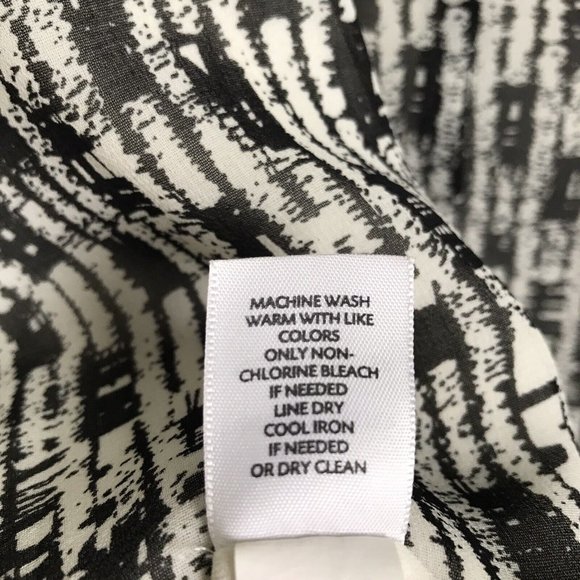 MACHINE WASH
WARM WITH LIKE
COLORS
ONLY NON-
CHLORINE BLEACH
IF NEEDED
LINE DRY
COOL IRON
IF NEEDED
OR DRY CLEAN